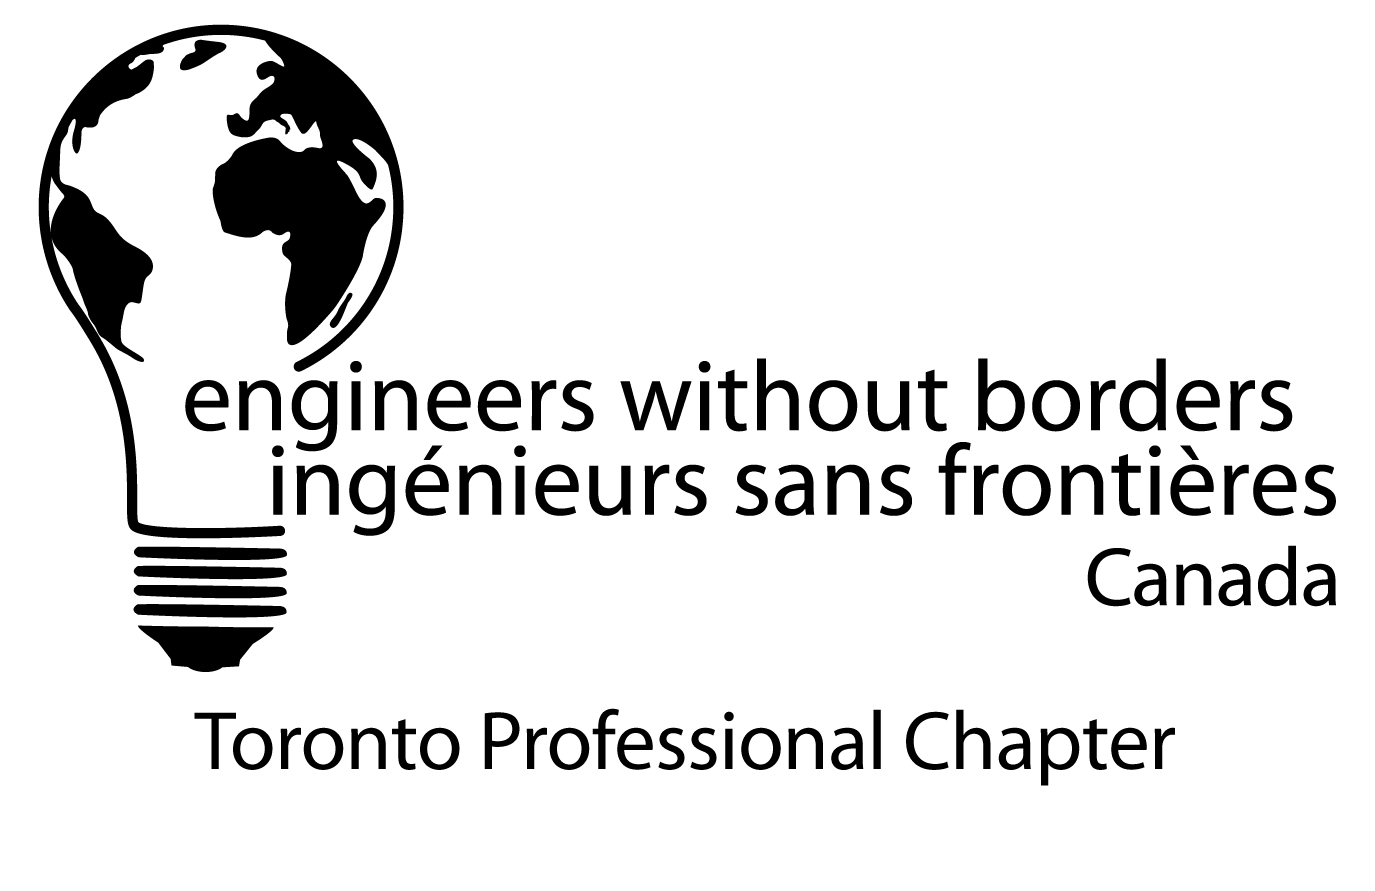 engineers without borders
ingénieurs sans frontières
Canada
Toronto Professional Chapter